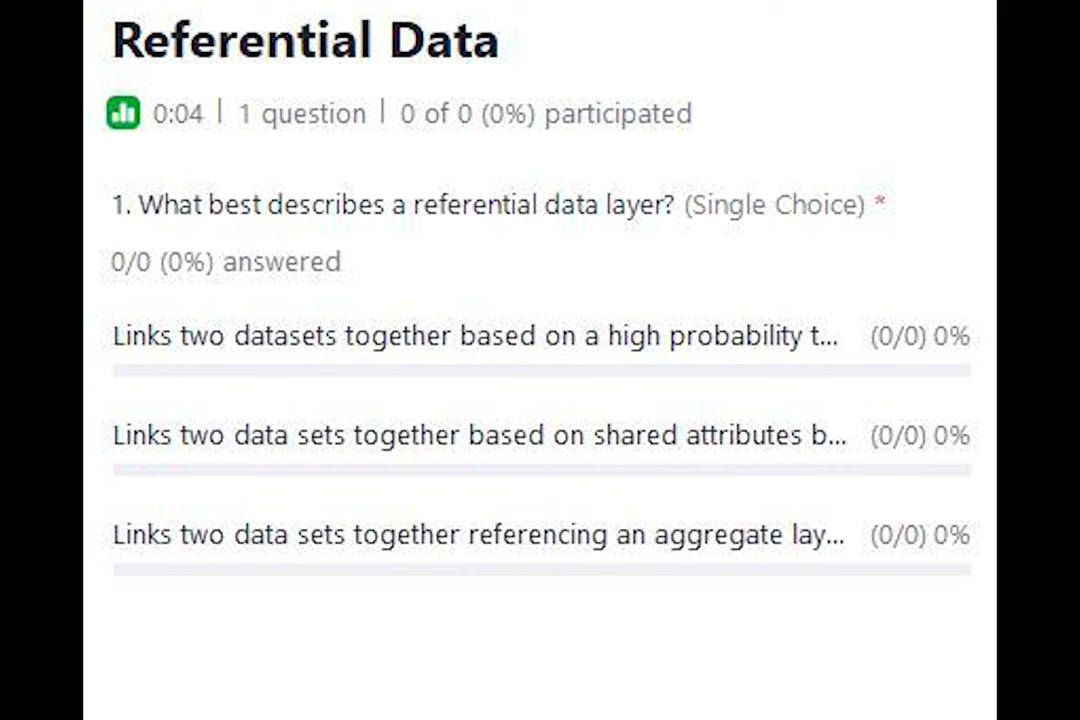 Referential Data
0:04 | 1 question | 0 of 0 (0%) participated
1. What best describes a referential data layer? (Single Choice) *
0/0 (0%) answered
Links two datasets together based on a high probability t... (0/0) 0%
Links two data sets together based on shared attributes b... (0/0) 0%
Links two data sets together referencing an aggregate lay... (0/0) 0%